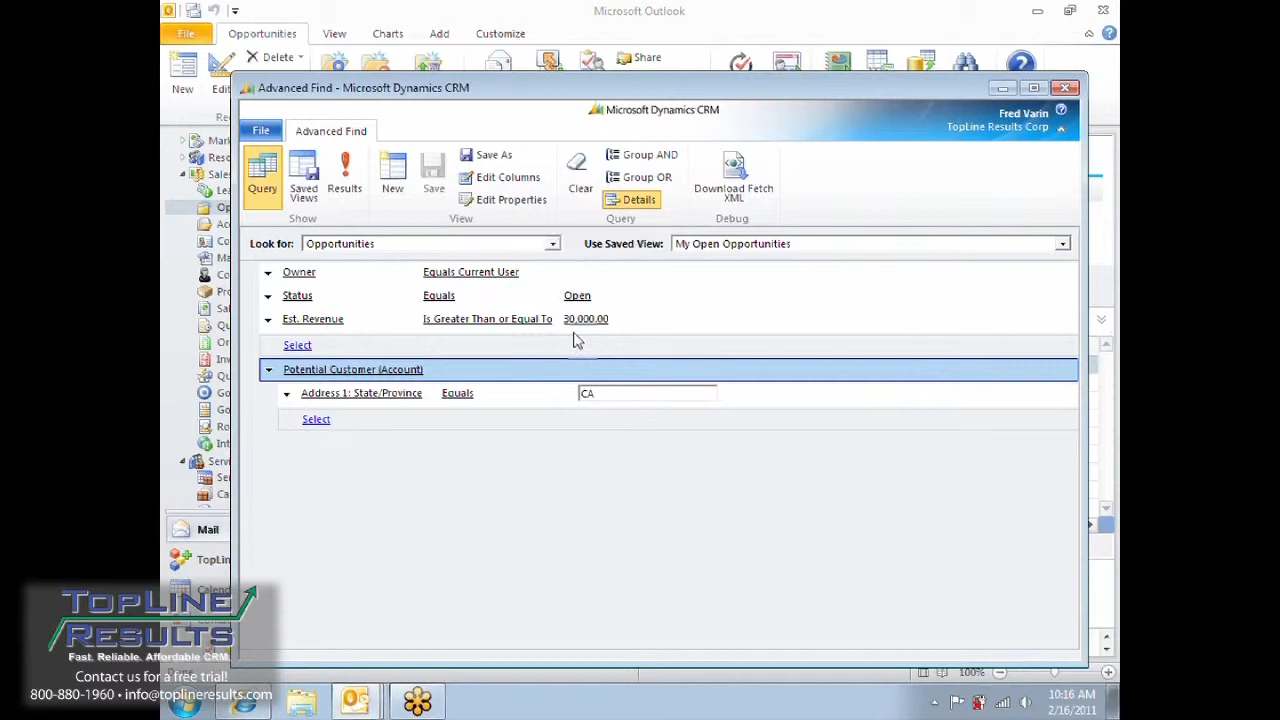 Microsoft Outlook
File Opportunities View Charts Add Customize
New Delete Share
Advanced Find - Microsoft Dynamics CRM
Microsoft Dynamics CRM
Fred Varin
TopLine Results Corp
File Advanced Find
Query Saved Views Results New Save Save As Edit Columns Edit Properties Clear Group AND Group OR Details Download Fetch XML
Show View Query Debug
Look for: Opportunities Use Saved View: My Open Opportunities
Owner Equals Current User
Status Equals Open
Est. Revenue Is Greater Than or Equal To 30,000.00
Select
Potential Customer (Account)
Address 1: State/Province Equals CA
Select
Mail
TopLine Results
Fast. Reliable. Affordable CRM.
Contact us for a free trial!
800-880-1960 • info@toplineresults.com
100%
10:16 AM
2/16/2011